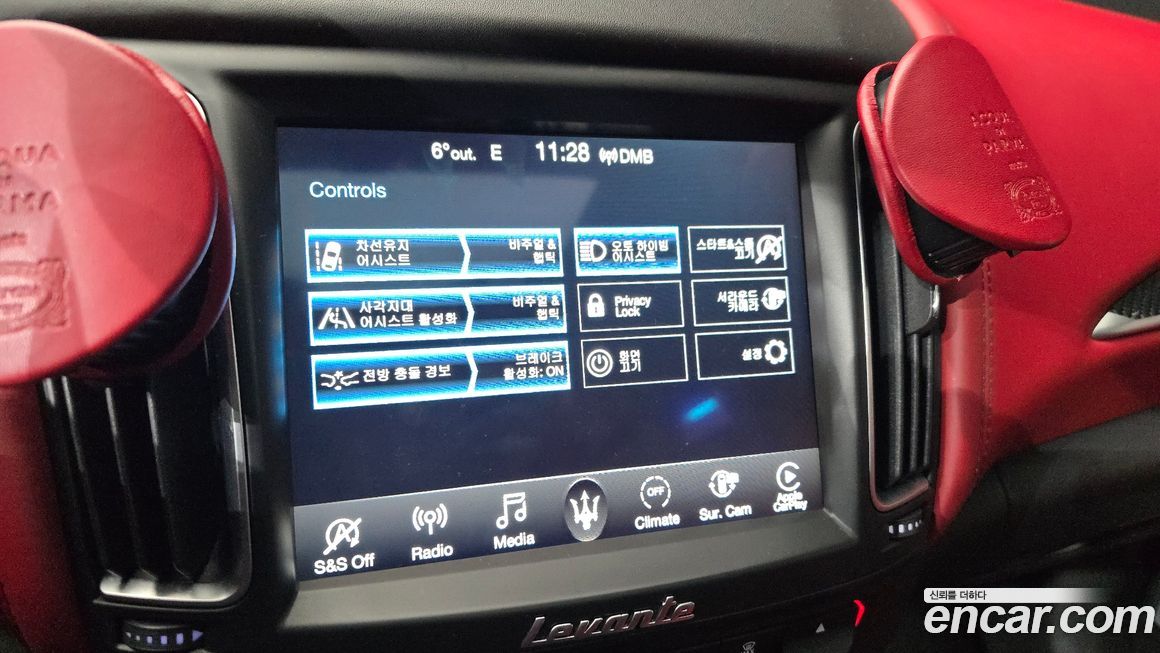 6° out. E 11:28 DMB
Controls
차선유지
어시스트
바주얼 &
햅틱
오토 하이빔
어시스트
스타트&스톱
끄기
사각지대
어시스트 활성화
바주얼 &
햅틱
Privacy
Lock
서라운드
카메라
전방 충돌 경보
브레이크
활성화: ON
화면
끄기
설정
S&S Off
Radio
Media
OFF
Climate
Sur. Cam
Apple
CarPlay
Levante
ACQUA
DI
PARMA
신뢰를 더하다
encar.com